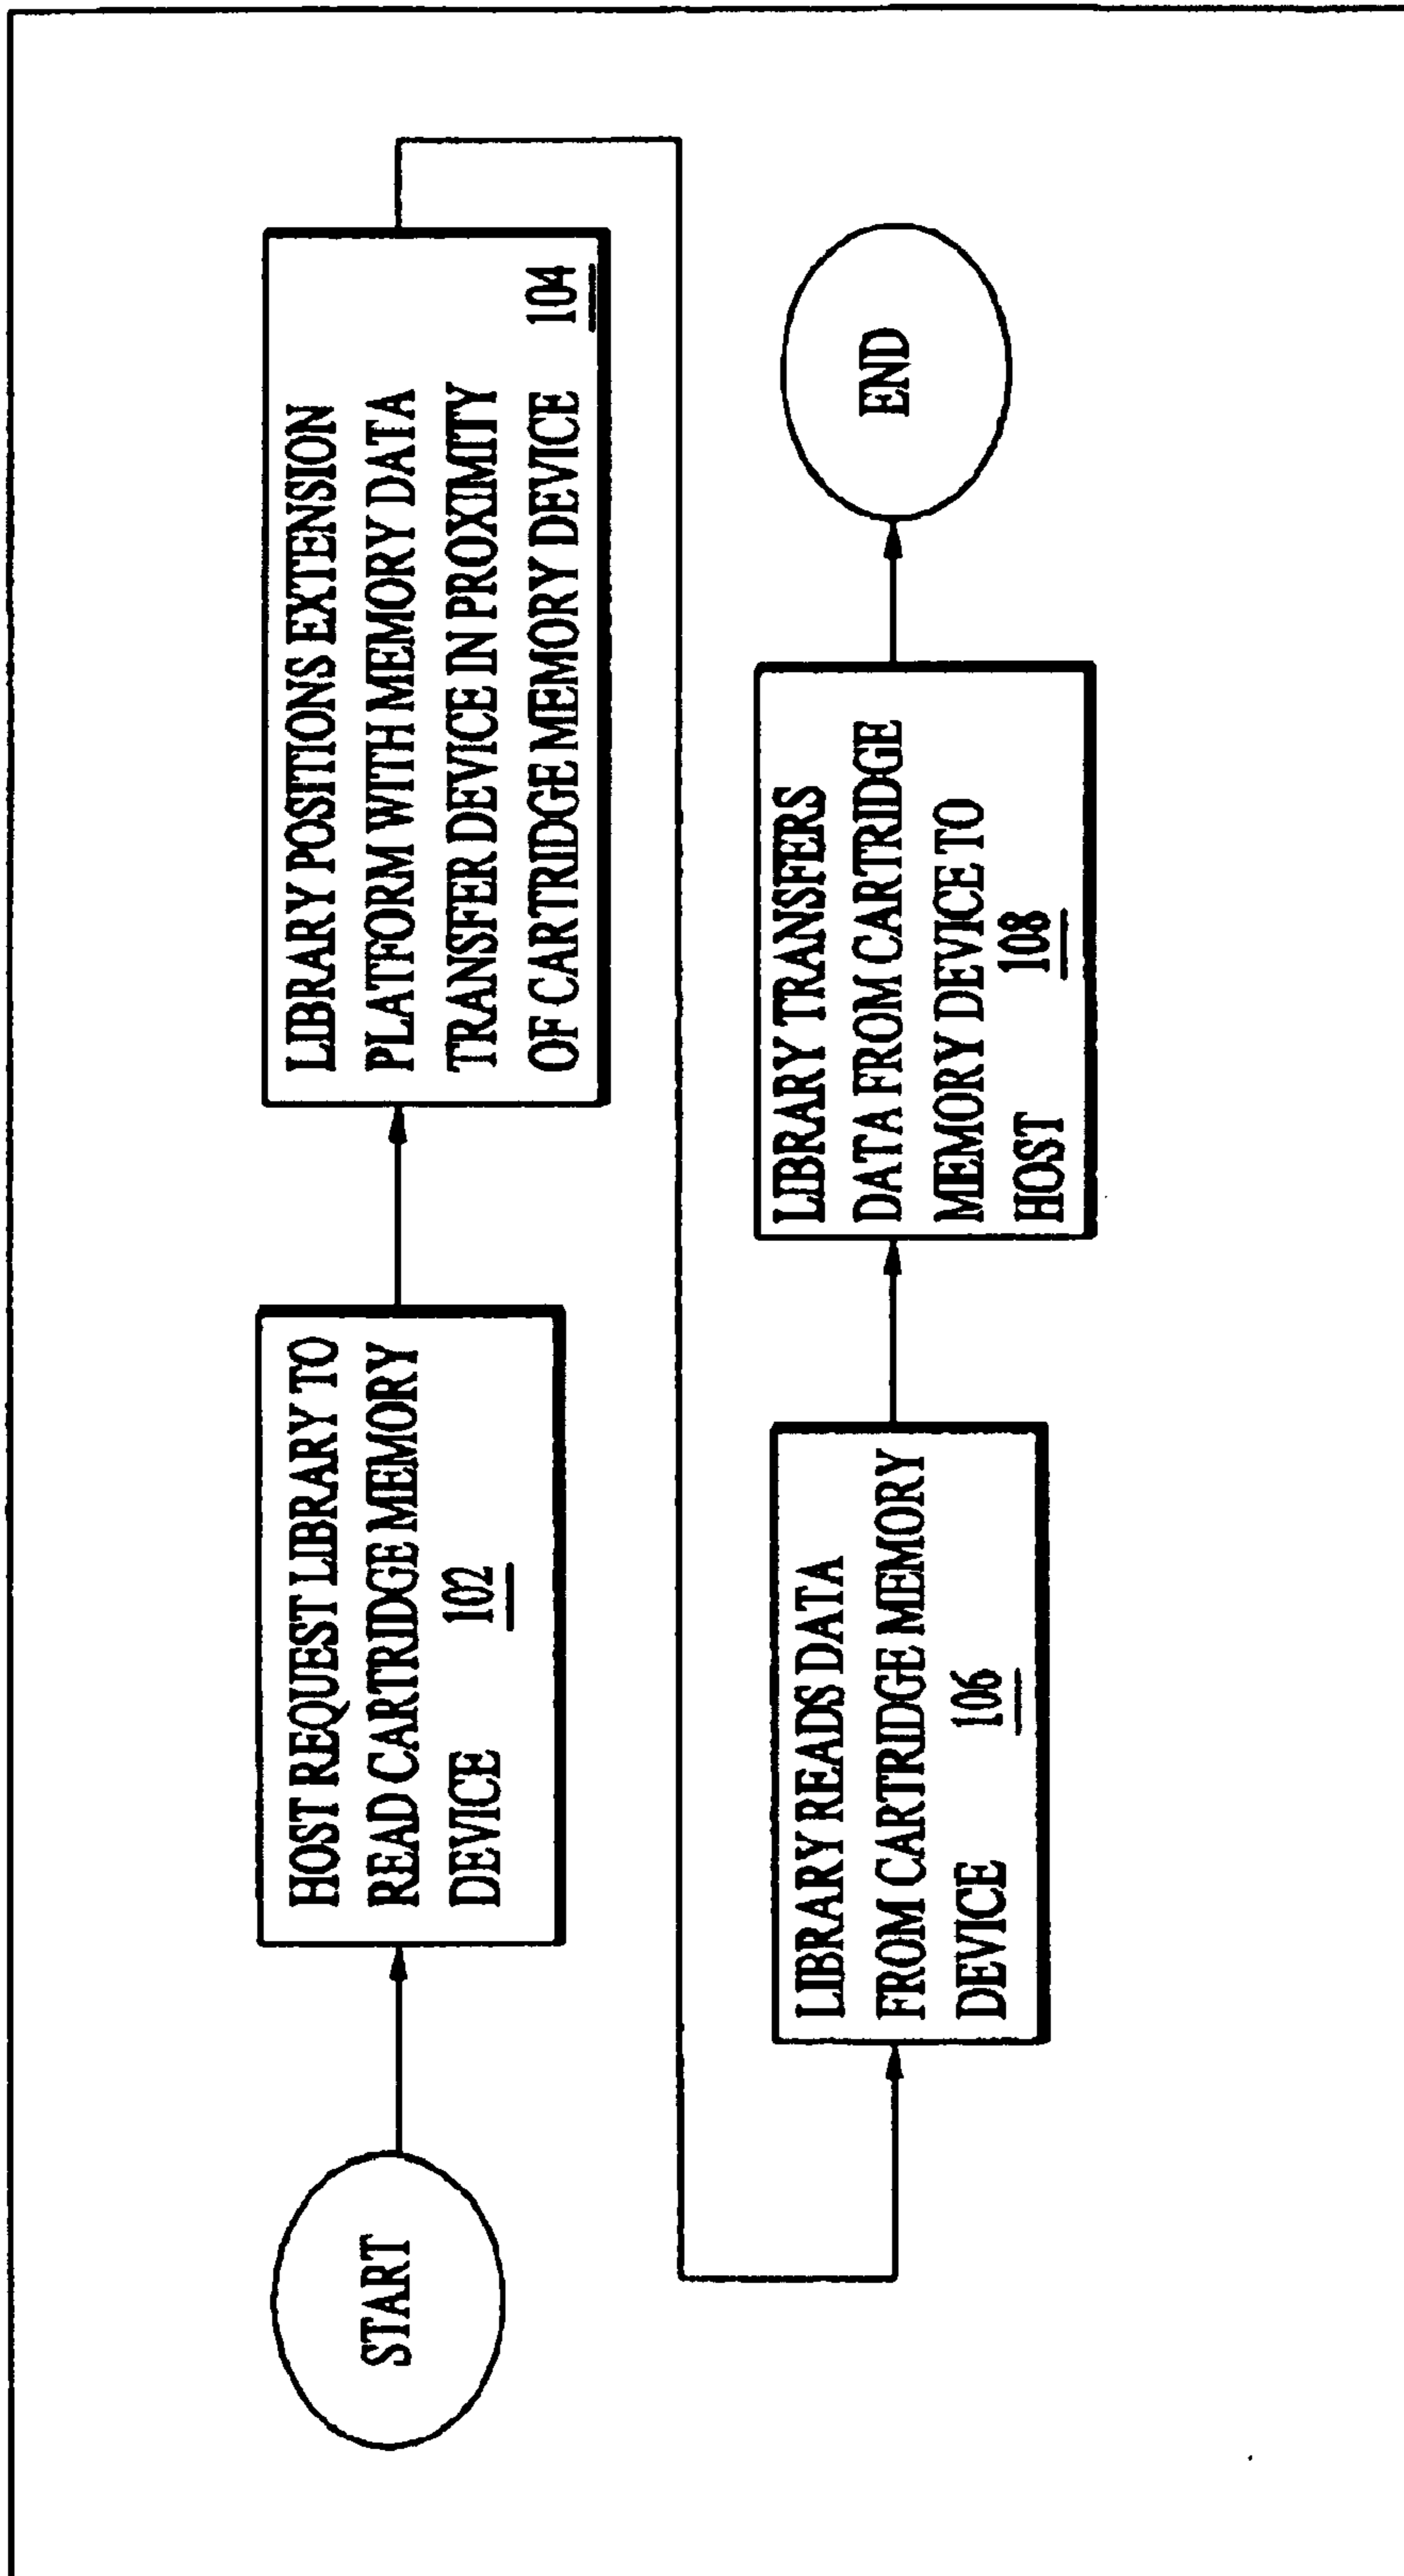 START
HOST REQUEST LIBRARY TO
READ CARTRIDGE MEMORY
DEVICE 102
LIBRARY POSITIONS EXTENSION
PLATFORM WITH MEMORY DATA
TRANSFER DEVICE IN PROXIMITY
OF CARTRIDGE MEMORY DEVICE 104
LIBRARY READS DATA
FROM CARTRIDGE MEMORY
DEVICE 106
LIBRARY TRANSFERS
DATA FROM CARTRIDGE
MEMORY DEVICE TO
HOST 108
END